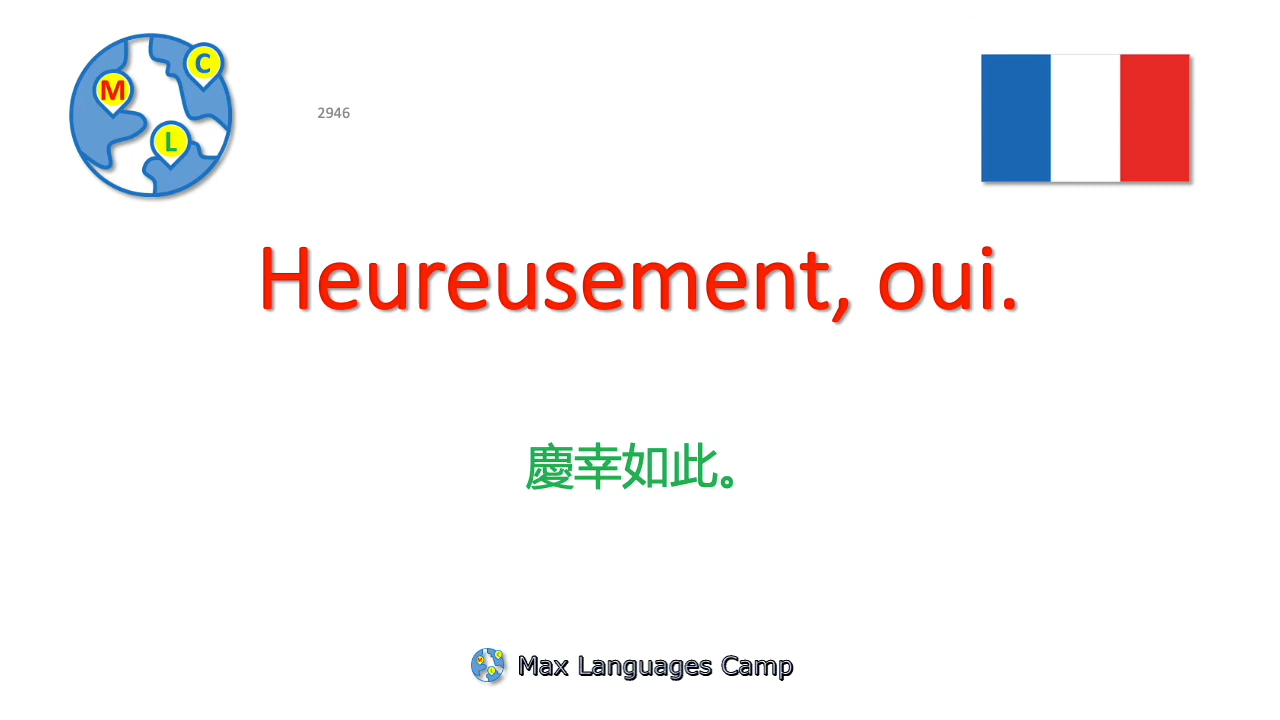 C
M
L
2946
Heureusement, oui.
慶幸如此。
Max Languages Camp